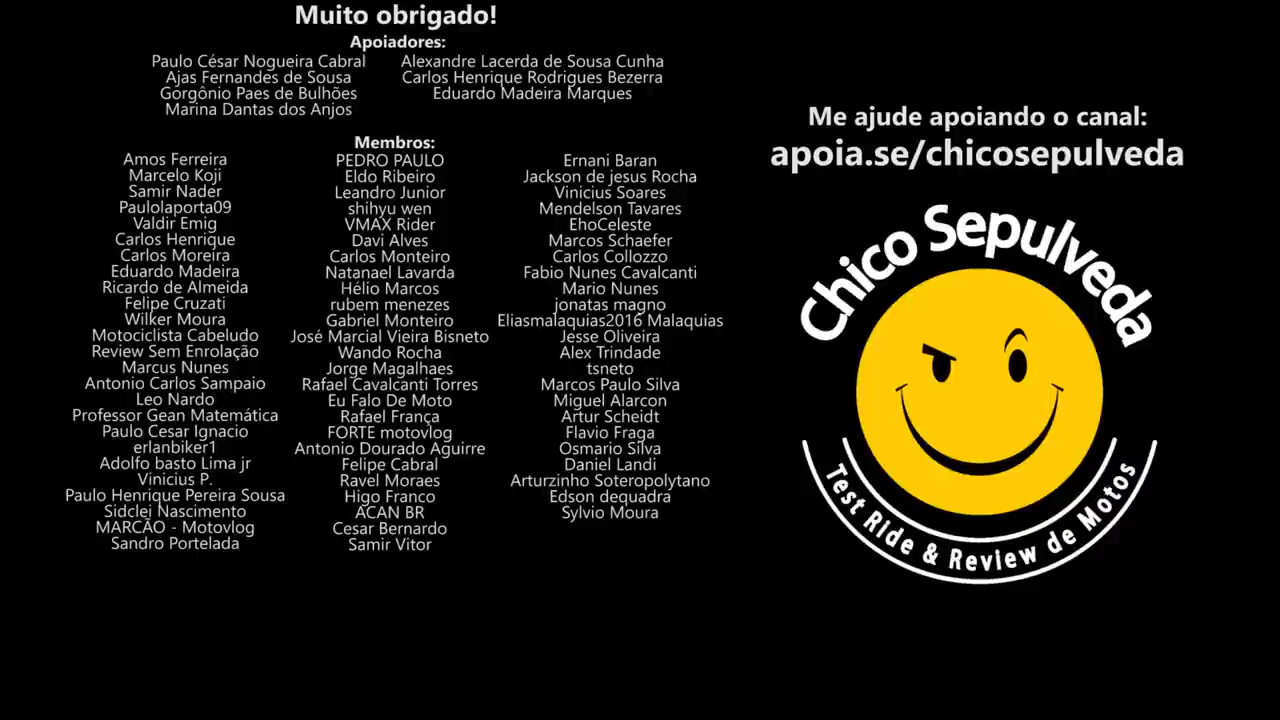 Muito obrigado!
Apoiadores:
Paulo César Nogueira Cabral
Ajas Fernandes de Sousa
Gorgônio Paes de Bulhões
Marina Dantas dos Anjos
Alexandre Lacerda de Sousa Cunha
Carlos Henrique Rodrigues Bezerra
Eduardo Madeira Marques
Membros:
Amos Ferreira
Marcelo Koji
Samir Nader
Paulolaporta09
Valdir Emig
Carlos Henrique
Carlos Moreira
Eduardo Madeira
Ricardo de Almeida
Felipe Cruzati
Wilker Moura
Motociclista Cabeludo
Review Sem Enrolação
Marcus Nunes
Antonio Carlos Sampaio
Leo Nardo
Professor Gean Matemática
Paulo Cesar Ignacio
erlanbiker1
Adolfo basto Lima jr
Vinicius P.
Paulo Henrique Pereira Sousa
Sidclei Nascimento
MARCÃO - Motovlog
Sandro Portelada
PEDRO PAULO
Eldo Ribeiro
Leandro Junior
shihyu wen
VMAX Rider
Davi Alves
Carlos Monteiro
Natanael Lavarda
Hélio Marcos
rubem menezes
Gabriel Monteiro
José Marcial Vieira Bisneto
Wando Rocha
Jorge Magalhaes
Rafael Cavalcanti Torres
Eu Falo De Moto
Rafael França
FORTE motovlog
Antonio Dourado Aguirre
Felipe Cabral
Ravel Moraes
Higo Franco
ACAN BR
Cesar Bernardo
Samir Vitor
Ernani Baran
Jackson de jesus Rocha
Vinicius Soares
Mendelson Tavares
EhoCeleste
Marcos Schaefer
Carlos Collozzo
Fabio Nunes Cavalcanti
Mario Nunes
jonatas magno
Eliasmalaquias2016 Malaquias
Jesse Oliveira
Alex Trindade
tsneto
Marcos Paulo Silva
Miguel Alarcon
Artur Scheidt
Flavio Fraga
Osmario Silva
Daniel Landi
Arturzinho Soteropolytano
Edson dequadra
Sylvio Moura
Me ajude apoiando o canal:
apoia.se/chicosepulveda
Chico Sepulveda
Test Ride & Review de Motos